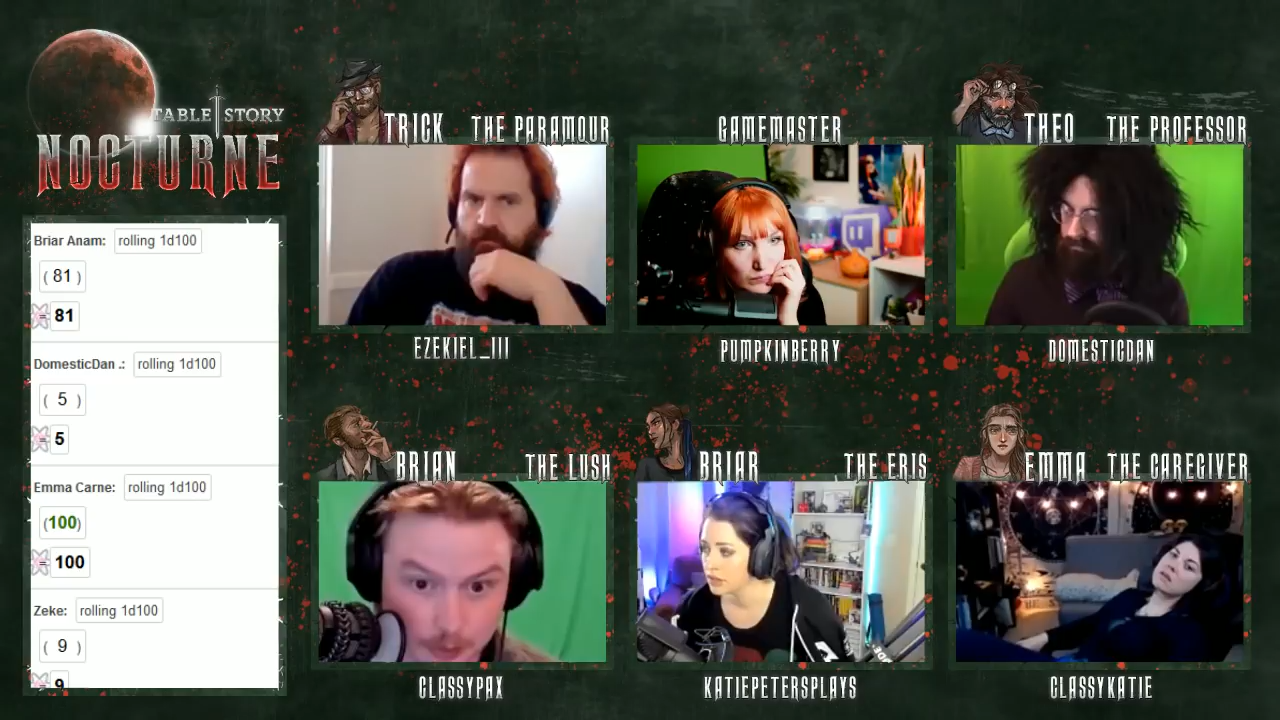 TABLE STORY
NOCTURNE
Briar Anam: rolling 1d100
( 81 )
= 81
DomesticDan .: rolling 1d100
( 5 )
= 5
Emma Carne: rolling 1d100
(100)
= 100
Zeke: rolling 1d100
( 9 )
= 9
TRICK THE PARAMOUR
EZEKIEL_III
GAMEMASTER
PUMPKINBERRY
THEO THE PROFESSOR
DOMESTICDAN
BRIAN THE LUSH
CLASSYPAX
BRIAR THE ERIS
KATIEPETERSPLAYS
EMMA THE CAREGIVER
CLASSYKATIE